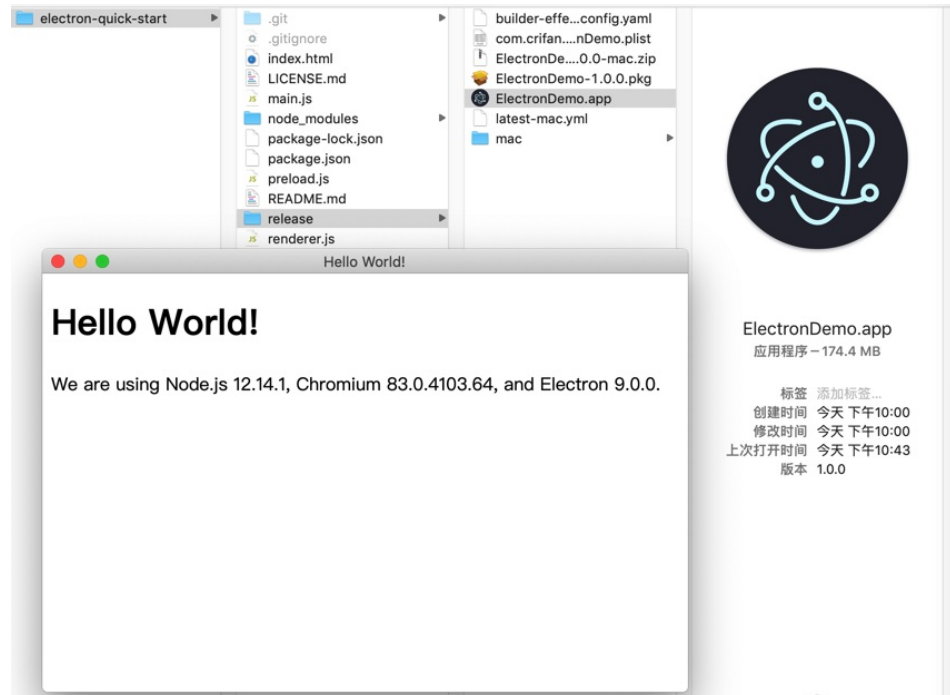 electron-quick-start
.git
.gitignore
index.html
LICENSE.md
main.js
node_modules
package-lock.json
package.json
preload.js
README.md
release
renderer.js
builder-effe...config.yaml
com.crifan....nDemo.plist
ElectronDe....0.0-mac.zip
ElectronDemo-1.0.0.pkg
ElectronDemo.app
latest-mac.yml
mac
Hello World!
Hello World!
We are using Node.js 12.14.1, Chromium 83.0.4103.64, and Electron 9.0.0.
ElectronDemo.app
应用程序 – 174.4 MB
标签 添加标签...
创建时间 今天 下午10:00
修改时间 今天 下午10:00
上次打开时间 今天 下午10:43
版本 1.0.0